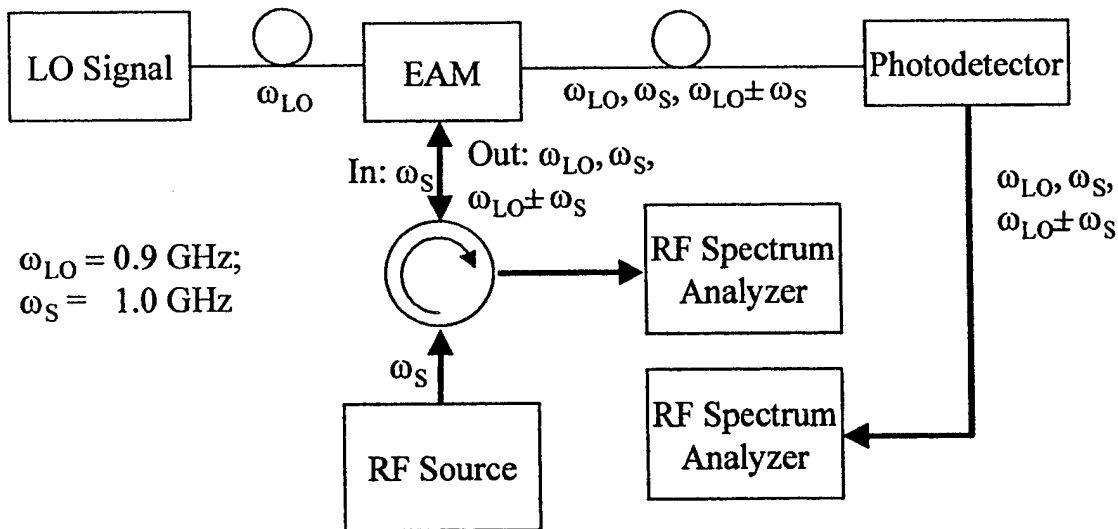 LO Signal
ω_LO
EAM
ω_LO, ω_S, ω_LO± ω_S
Photodetector
In: ω_S
Out: ω_LO, ω_S,
ω_LO± ω_S
ω_LO, ω_S,
ω_LO± ω_S
ω_LO = 0.9 GHz;
ω_S = 1.0 GHz
RF Spectrum
Analyzer
ω_S
RF Source
RF Spectrum
Analyzer